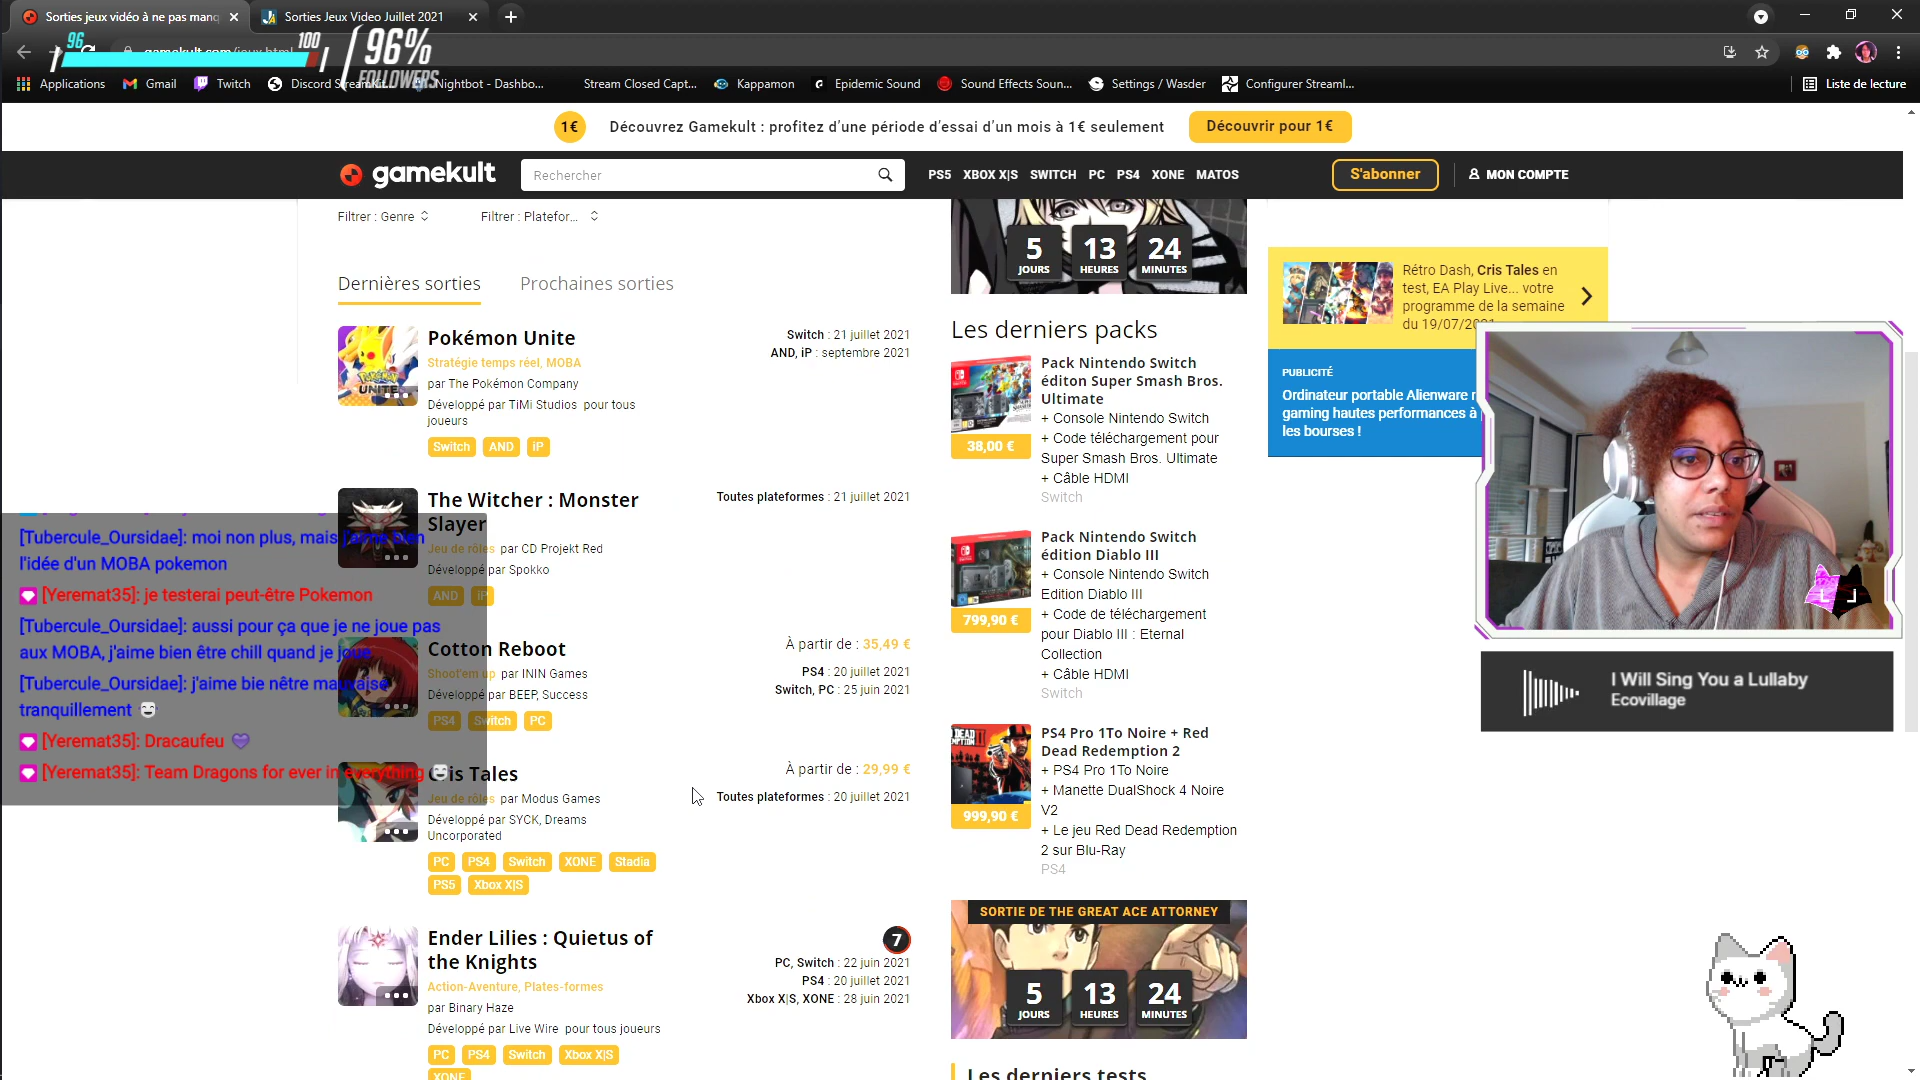 Sorties jeux vidéo à ne pas manq
Sorties Jeux Video Juillet 2021
96
100
96%
FOLLOWERS
Applications
Gmail
Twitch
Discord
Nightbot - Dashbo...
Stream Closed Capt...
Kappamon
Epidemic Sound
Sound Effects Soun...
Settings / Wasder
Configurer Streaml...
Liste de lecture
1€
Découvrez Gamekult : profitez d'une période d'essai d'un mois à 1€ seulement
Découvrir pour 1€
gamekult
Rechercher
PS5 XBOX X|S SWITCH PC PS4 XONE MATOS
S'abonner
MON COMPTE
Filtrer : Genre
Filtrer : Platefor...
Dernières sorties
Prochaines sorties
Pokémon Unite
Stratégie temps réel, MOBA
par The Pokémon Company
Développé par TiMi Studios pour tous
joueurs
Switch AND iP
Switch : 21 juillet 2021
AND, iP : septembre 2021
The Witcher : Monster
Slayer
Jeu de rôles par CD Projekt Red
Développé par Spokko
AND iP
Toutes plateformes : 21 juillet 2021
Cotton Reboot
Shoot'em up par ININ Games
Développé par BEEP, Success
PS4 Switch PC
À partir de : 35,49 €
PS4 : 20 juillet 2021
Switch, PC : 25 juin 2021
Cris Tales
Jeu de rôles par Modus Games
Développé par SYCK, Dreams
Uncorporated
PC PS4 Switch XONE Stadia
PS5 Xbox X|S
À partir de : 29,99 €
Toutes plateformes : 20 juillet 2021
Ender Lilies : Quietus of
the Knights
Action-Aventure, Plates-formes
par Binary Haze
Développé par Live Wire pour tous joueurs
PC PS4 Switch Xbox X|S
XONE
7
PC, Switch : 22 juin 2021
PS4 : 20 juillet 2021
Xbox X|S, XONE : 28 juin 2021
[Tubercule_Oursidae]: moi non plus, mais j'aime bien
l'idée d'un MOBA pokemon
[Yeremat35]: je testerai peut-être Pokemon
[Tubercule_Oursidae]: aussi pour ça que je ne joue pas
aux MOBA, j'aime bien être chill quand je joue
[Tubercule_Oursidae]: j'aime bie nêtre mauvaise
tranquillement
[Yeremat35]: Dracaufeu
[Yeremat35]: Team Dragons for ever in everything
5 13 24
JOURS HEURES MINUTES
Les derniers packs
Pack Nintendo Switch
éditon Super Smash Bros.
Ultimate
+ Console Nintendo Switch
+ Code téléchargement pour
Super Smash Bros. Ultimate
+ Câble HDMI
Switch
38,00 €
Pack Nintendo Switch
édition Diablo III
+ Console Nintendo Switch
Edition Diablo III
+ Code de téléchargement
pour Diablo III : Eternal
Collection
+ Câble HDMI
Switch
799,90 €
PS4 Pro 1To Noire + Red
Dead Redemption 2
+ PS4 Pro 1To Noire
+ Manette DualShock 4 Noire
V2
+ Le jeu Red Dead Redemption
2 sur Blu-Ray
PS4
999,90 €
SORTIE DE THE GREAT ACE ATTORNEY
5 13 24
JOURS HEURES MINUTES
Les derniers tests
Rétro Dash, Cris Tales en
test, EA Play Live... votre
programme de la semaine
du 19/07/2021
PUBLICITÉ
Ordinateur portable Alienware
gaming hautes performances à
les bourses !
L J
I Will Sing You a Lullaby
Ecovillage